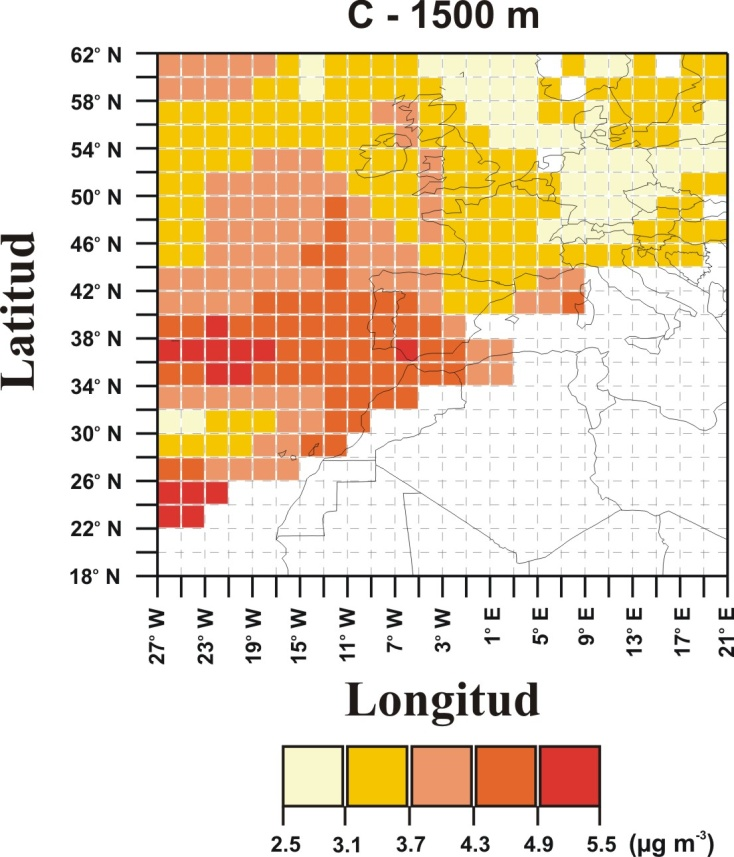 C - 1500 m
62° N
58° N
54° N
50° N
46° N
42° N
38° N
34° N
30° N
26° N
22° N
18° N
Latitud
27° W
23° W
19° W
15° W
11° W
7° W
3° W
1° E
5° E
9° E
13° E
17° E
21° E
Longitud
2.5 3.1 3.7 4.3 4.9 5.5 (µg m⁻³)